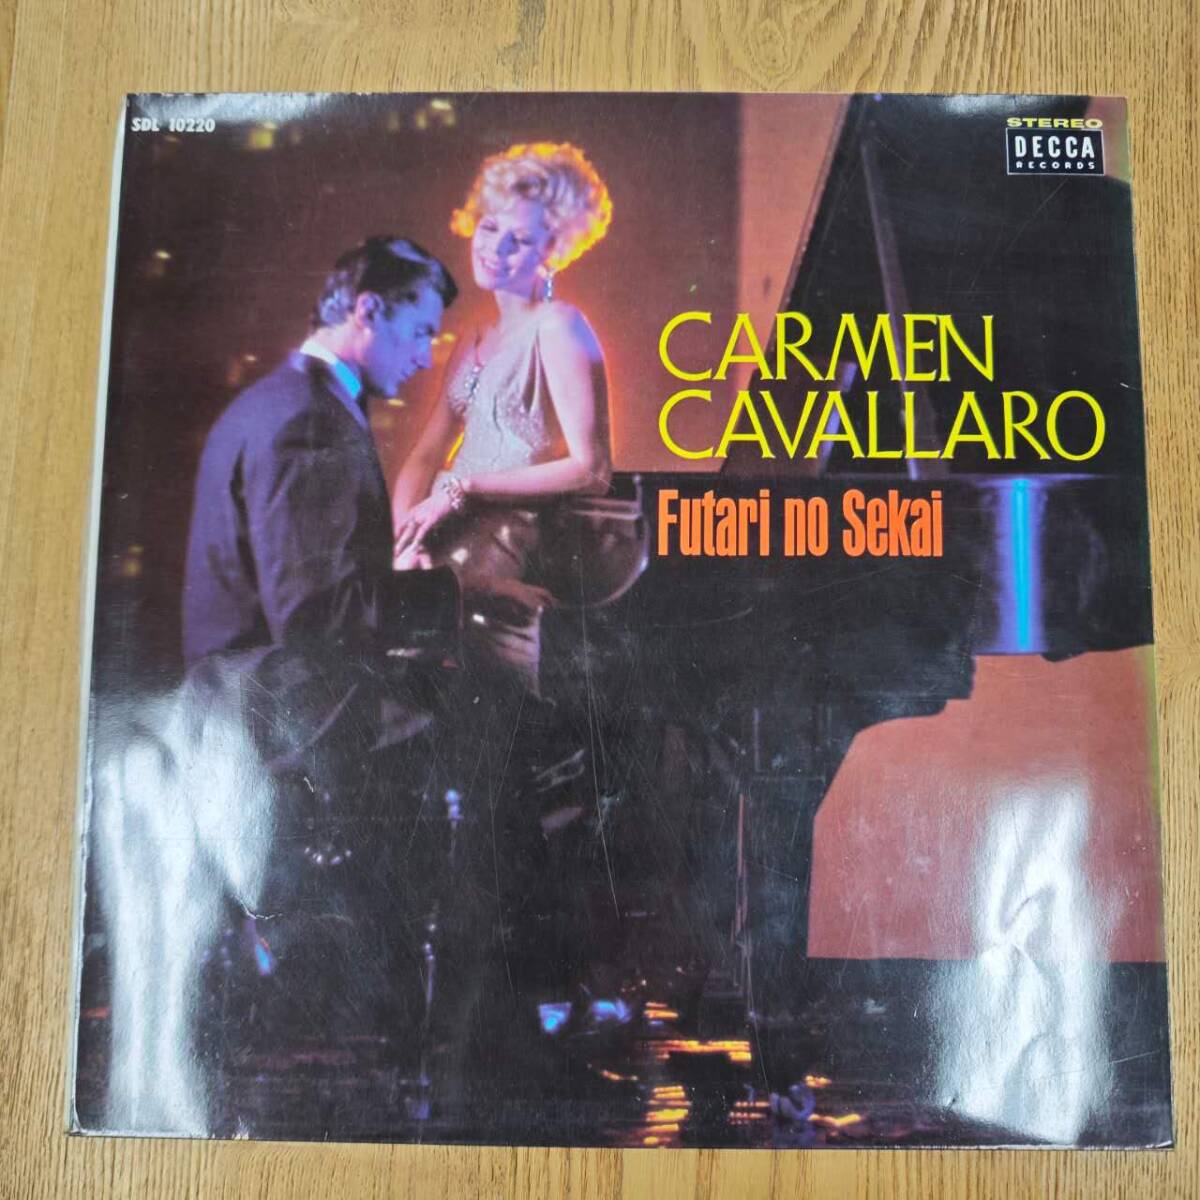 SDL 10220
STEREO
DECCA
RECORDS
CARMEN
CAVALLARO
Futari no Sekai